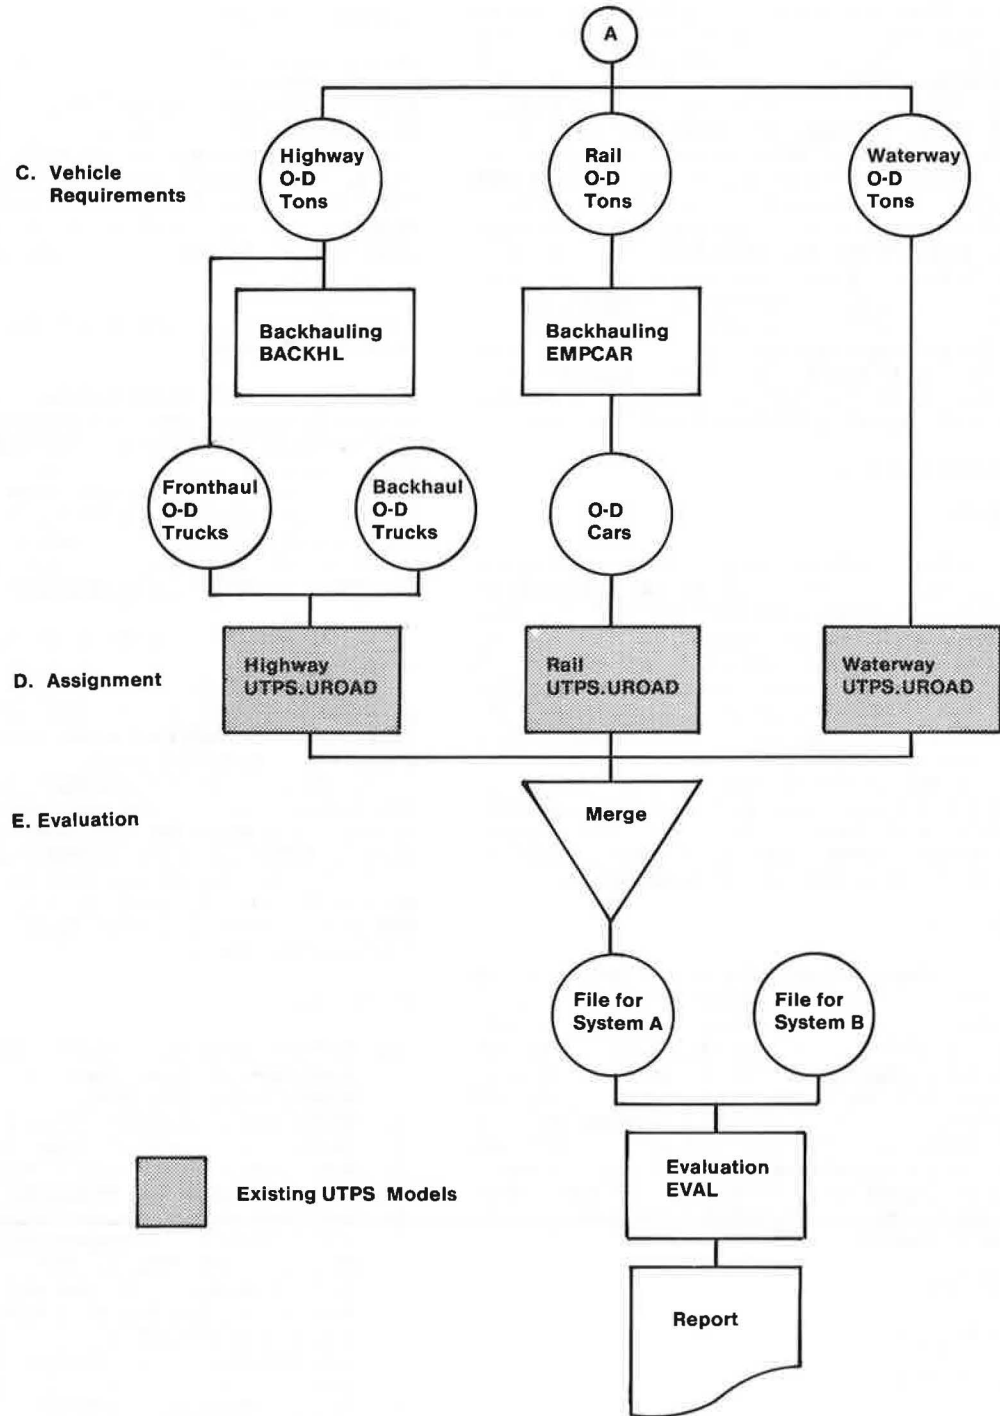 A
C. Vehicle
Requirements
Highway
O-D
Tons
Rail
O-D
Tons
Waterway
O-D
Tons
Backhauling
BACKHL
Backhauling
EMPCAR
Fronthaul
O-D
Trucks
Backhaul
O-D
Trucks
O-D
Cars
D. Assignment
Highway
UTPS.UROAD
Rail
UTPS.UROAD
Waterway
UTPS.UROAD
E. Evaluation
Merge
File for
System A
File for
System B
Evaluation
EVAL
Existing UTPS Models
Report